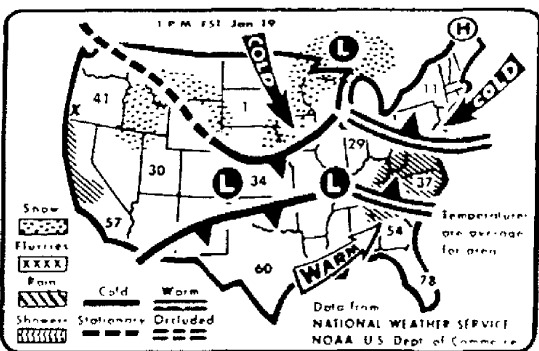 1 P.M. EST Jan 19
L
H
COLD
COLD
41
1
11
X
30
34
29
L
L
37
57
54
60
78
WARM
Temperatures
are average
for area
Snow
Flurries
XXXX
Rain
Showers
Cold
Warm
Stationary
Occluded
Data from
NATIONAL WEATHER SERVICE
NOAA U.S. Dept of Commerce